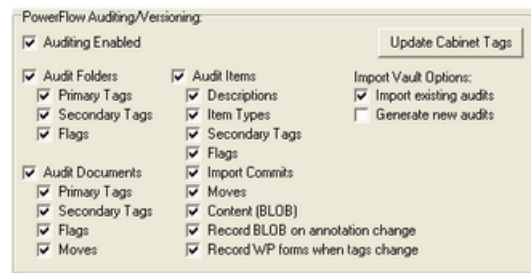 PowerFlow Auditing/Versioning:
Auditing Enabled
Update Cabinet Tags
Audit Folders
Primary Tags
Secondary Tags
Flags
Audit Documents
Primary Tags
Secondary Tags
Flags
Moves
Audit Items
Descriptions
Item Types
Secondary Tags
Flags
Import Commits
Moves
Content (BLOB)
Record BLOB on annotation change
Record WP forms when tags change
Import Vault Options:
Import existing audits
Generate new audits